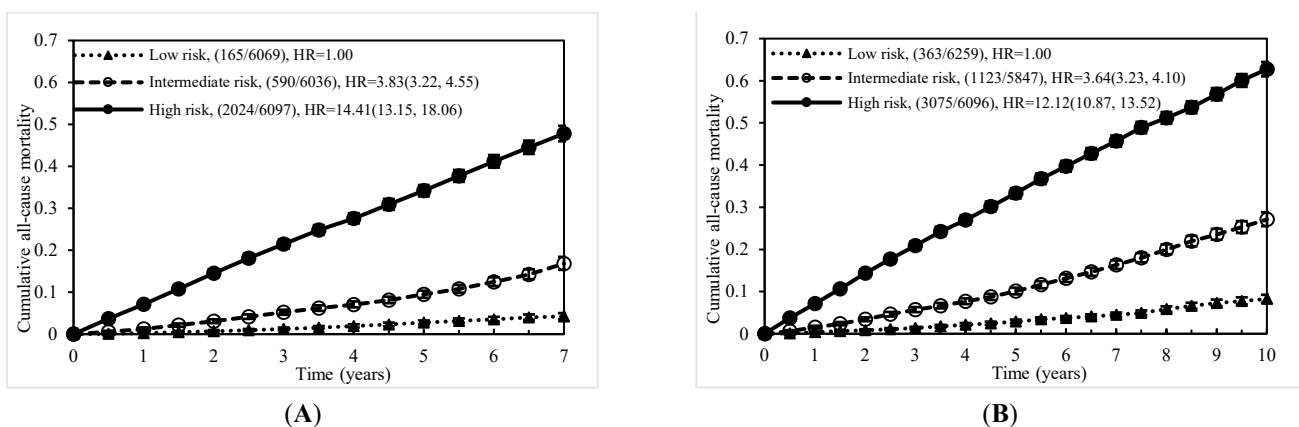 0.7
0.6
0.5
0.4
0.3
0.2
0.1
0
Cumulative all-cause mortality
Low risk, (165/6069), HR=1.00
Intermediate risk, (590/6036), HR=3.83(3.22, 4.55)
High risk, (2024/6097), HR=14.41(13.15, 18.06)
0 1 2 3 4 5 6 7
Time (years)
(A)
0.7
0.6
0.5
0.4
0.3
0.2
0.1
0
Cumulative all-cause mortality
Low risk, (363/6259), HR=1.00
Intermediate risk, (1123/5847), HR=3.64(3.23, 4.10)
High risk, (3075/6096), HR=12.12(10.87, 13.52)
0 1 2 3 4 5 6 7 8 9 10
Time (years)
(B)